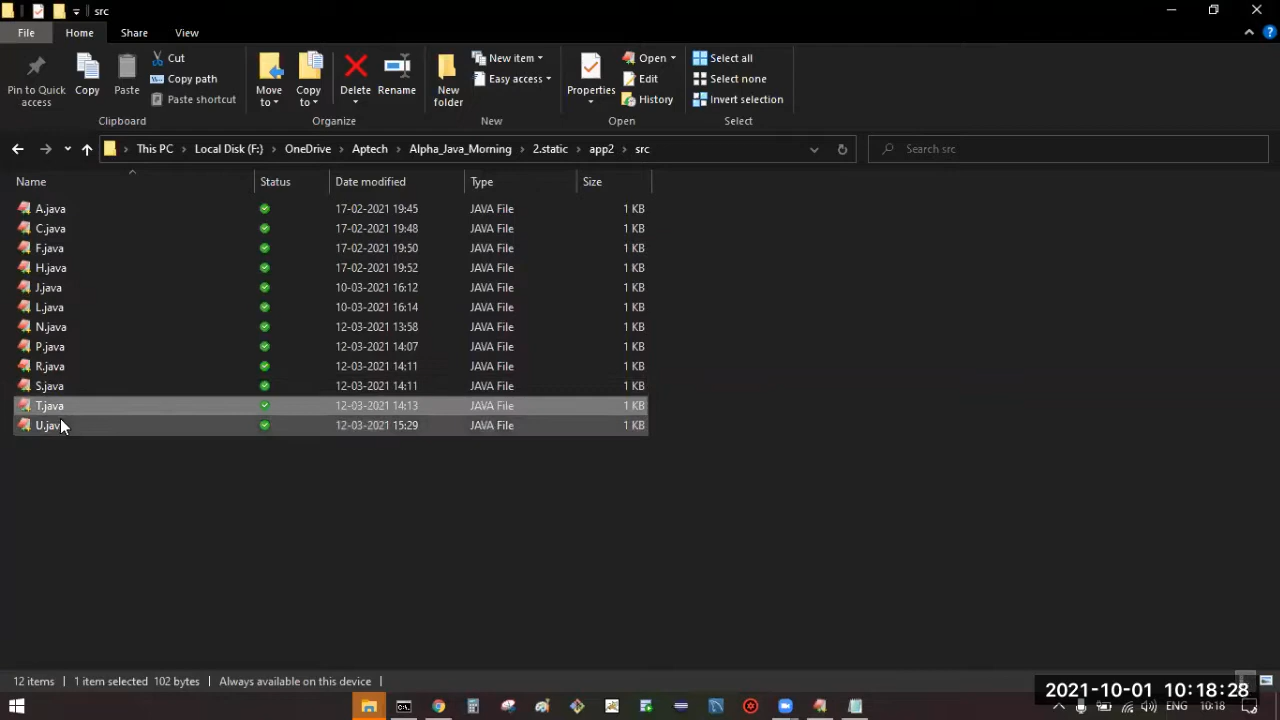 src
File Home Share View
Pin to Quick access
Copy
Paste
Cut
Copy path
Paste shortcut
Clipboard
Move to
Copy to
Delete
Rename
Organize
New folder
New item
Easy access
New
Properties
Open
Edit
History
Open
Select all
Select none
Invert selection
Select
This PC > Local Disk (F:) > OneDrive > Aptech > Alpha_Java_Morning > 2.static > app2 > src
Search src
Name Status Date modified Type Size
A.java 17-02-2021 19:45 JAVA File 1 KB
C.java 17-02-2021 19:48 JAVA File 1 KB
F.java 17-02-2021 19:50 JAVA File 1 KB
H.java 17-02-2021 19:52 JAVA File 1 KB
J.java 10-03-2021 16:12 JAVA File 1 KB
L.java 10-03-2021 16:14 JAVA File 1 KB
N.java 12-03-2021 13:58 JAVA File 1 KB
P.java 12-03-2021 14:07 JAVA File 1 KB
R.java 12-03-2021 14:11 JAVA File 1 KB
S.java 12-03-2021 14:11 JAVA File 1 KB
T.java 12-03-2021 14:13 JAVA File 1 KB
U.java 12-03-2021 15:29 JAVA File 1 KB
12 items 1 item selected 102 bytes Always available on this device
2021-10-01 10:18:28
ENG 10:18